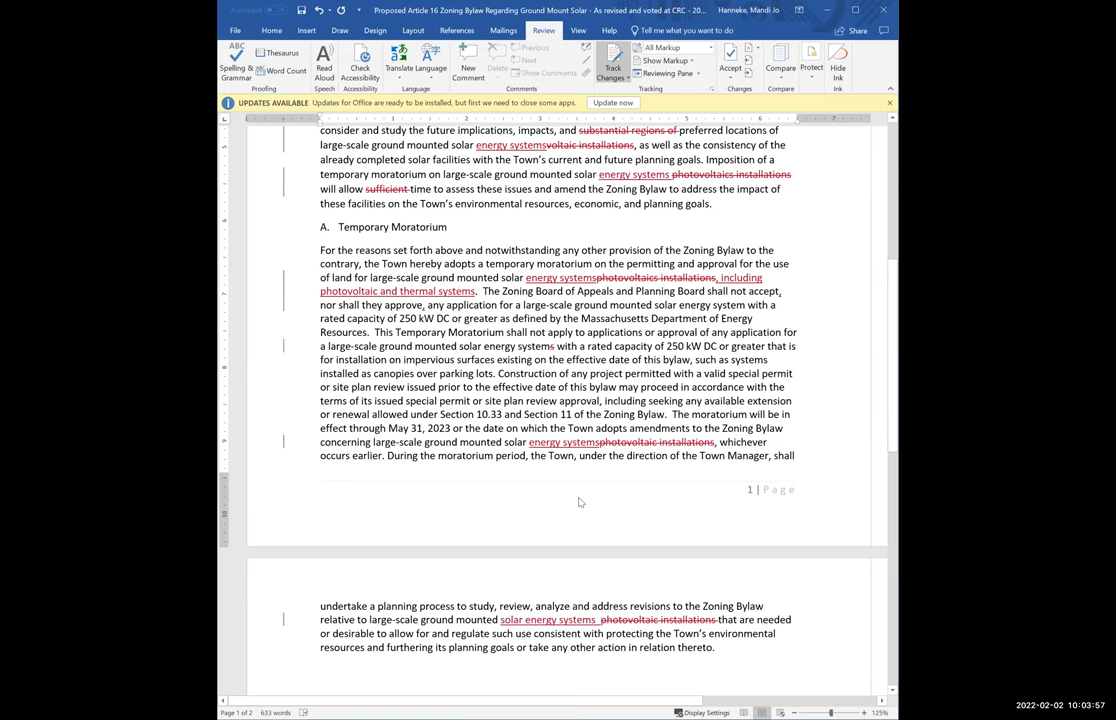 AutoSave
Proposed Article 16 Zoning Bylaw Regarding Ground Mount Solar - As revised and voted at CRC - 20...
Hanneke, Mandi Jo
File Home Insert Draw Design Layout References Mailings Review View Help Tell me what you want to do Share
ABC
Spelling & Grammar
Thesaurus
Word Count
Proofing
Read Aloud
Speech
Check Accessibility
Accessibility
Translate Language
Language
New Comment
Delete
Previous
Next
Show Comments
Comments
Track Changes
All Markup
Show Markup
Reviewing Pane
Tracking
Accept
Changes
Compare
Compare
Protect
Hide Ink
Ink
UPDATES AVAILABLE Updates for Office are ready to be installed, but first we need to close some apps. Update now
consider and study the future implications, impacts, and substantial regions of preferred locations of
large-scale ground mounted solar energy systemsvoltaic installations, as well as the consistency of the
already completed solar facilities with the Town's current and future planning goals. Imposition of a
temporary moratorium on large-scale ground mounted solar energy systems photovoltaics installations
will allow sufficient time to assess these issues and amend the Zoning Bylaw to address the impact of
these facilities on the Town's environmental resources, economic, and planning goals.
A. Temporary Moratorium
For the reasons set forth above and notwithstanding any other provision of the Zoning Bylaw to the
contrary, the Town hereby adopts a temporary moratorium on the permitting and approval for the use
of land for large-scale ground mounted solar energy systemsphotovoltaics installations, including
photovoltaic and thermal systems. The Zoning Board of Appeals and Planning Board shall not accept,
nor shall they approve, any application for a large-scale ground mounted solar energy system with a
rated capacity of 250 kW DC or greater as defined by the Massachusetts Department of Energy
Resources. This Temporary Moratorium shall not apply to applications or approval of any application for
a large-scale ground mounted solar energy systems with a rated capacity of 250 kW DC or greater that is
for installation on impervious surfaces existing on the effective date of this bylaw, such as systems
installed as canopies over parking lots. Construction of any project permitted with a valid special permit
or site plan review issued prior to the effective date of this bylaw may proceed in accordance with the
terms of its issued special permit or site plan review approval, including seeking any available extension
or renewal allowed under Section 10.33 and Section 11 of the Zoning Bylaw. The moratorium will be in
effect through May 31, 2023 or the date on which the Town adopts amendments to the Zoning Bylaw
concerning large-scale ground mounted solar energy systemsphotovoltaic installations, whichever
occurs earlier. During the moratorium period, the Town, under the direction of the Town Manager, shall
1 | Page
undertake a planning process to study, review, analyze and address revisions to the Zoning Bylaw
relative to large-scale ground mounted solar energy systems photovoltaic installations that are needed
or desirable to allow for and regulate such use consistent with protecting the Town's environmental
resources and furthering its planning goals or take any other action in relation thereto.
Page 1 of 2 633 words Display Settings 125%
2022-02-02 10:03:57